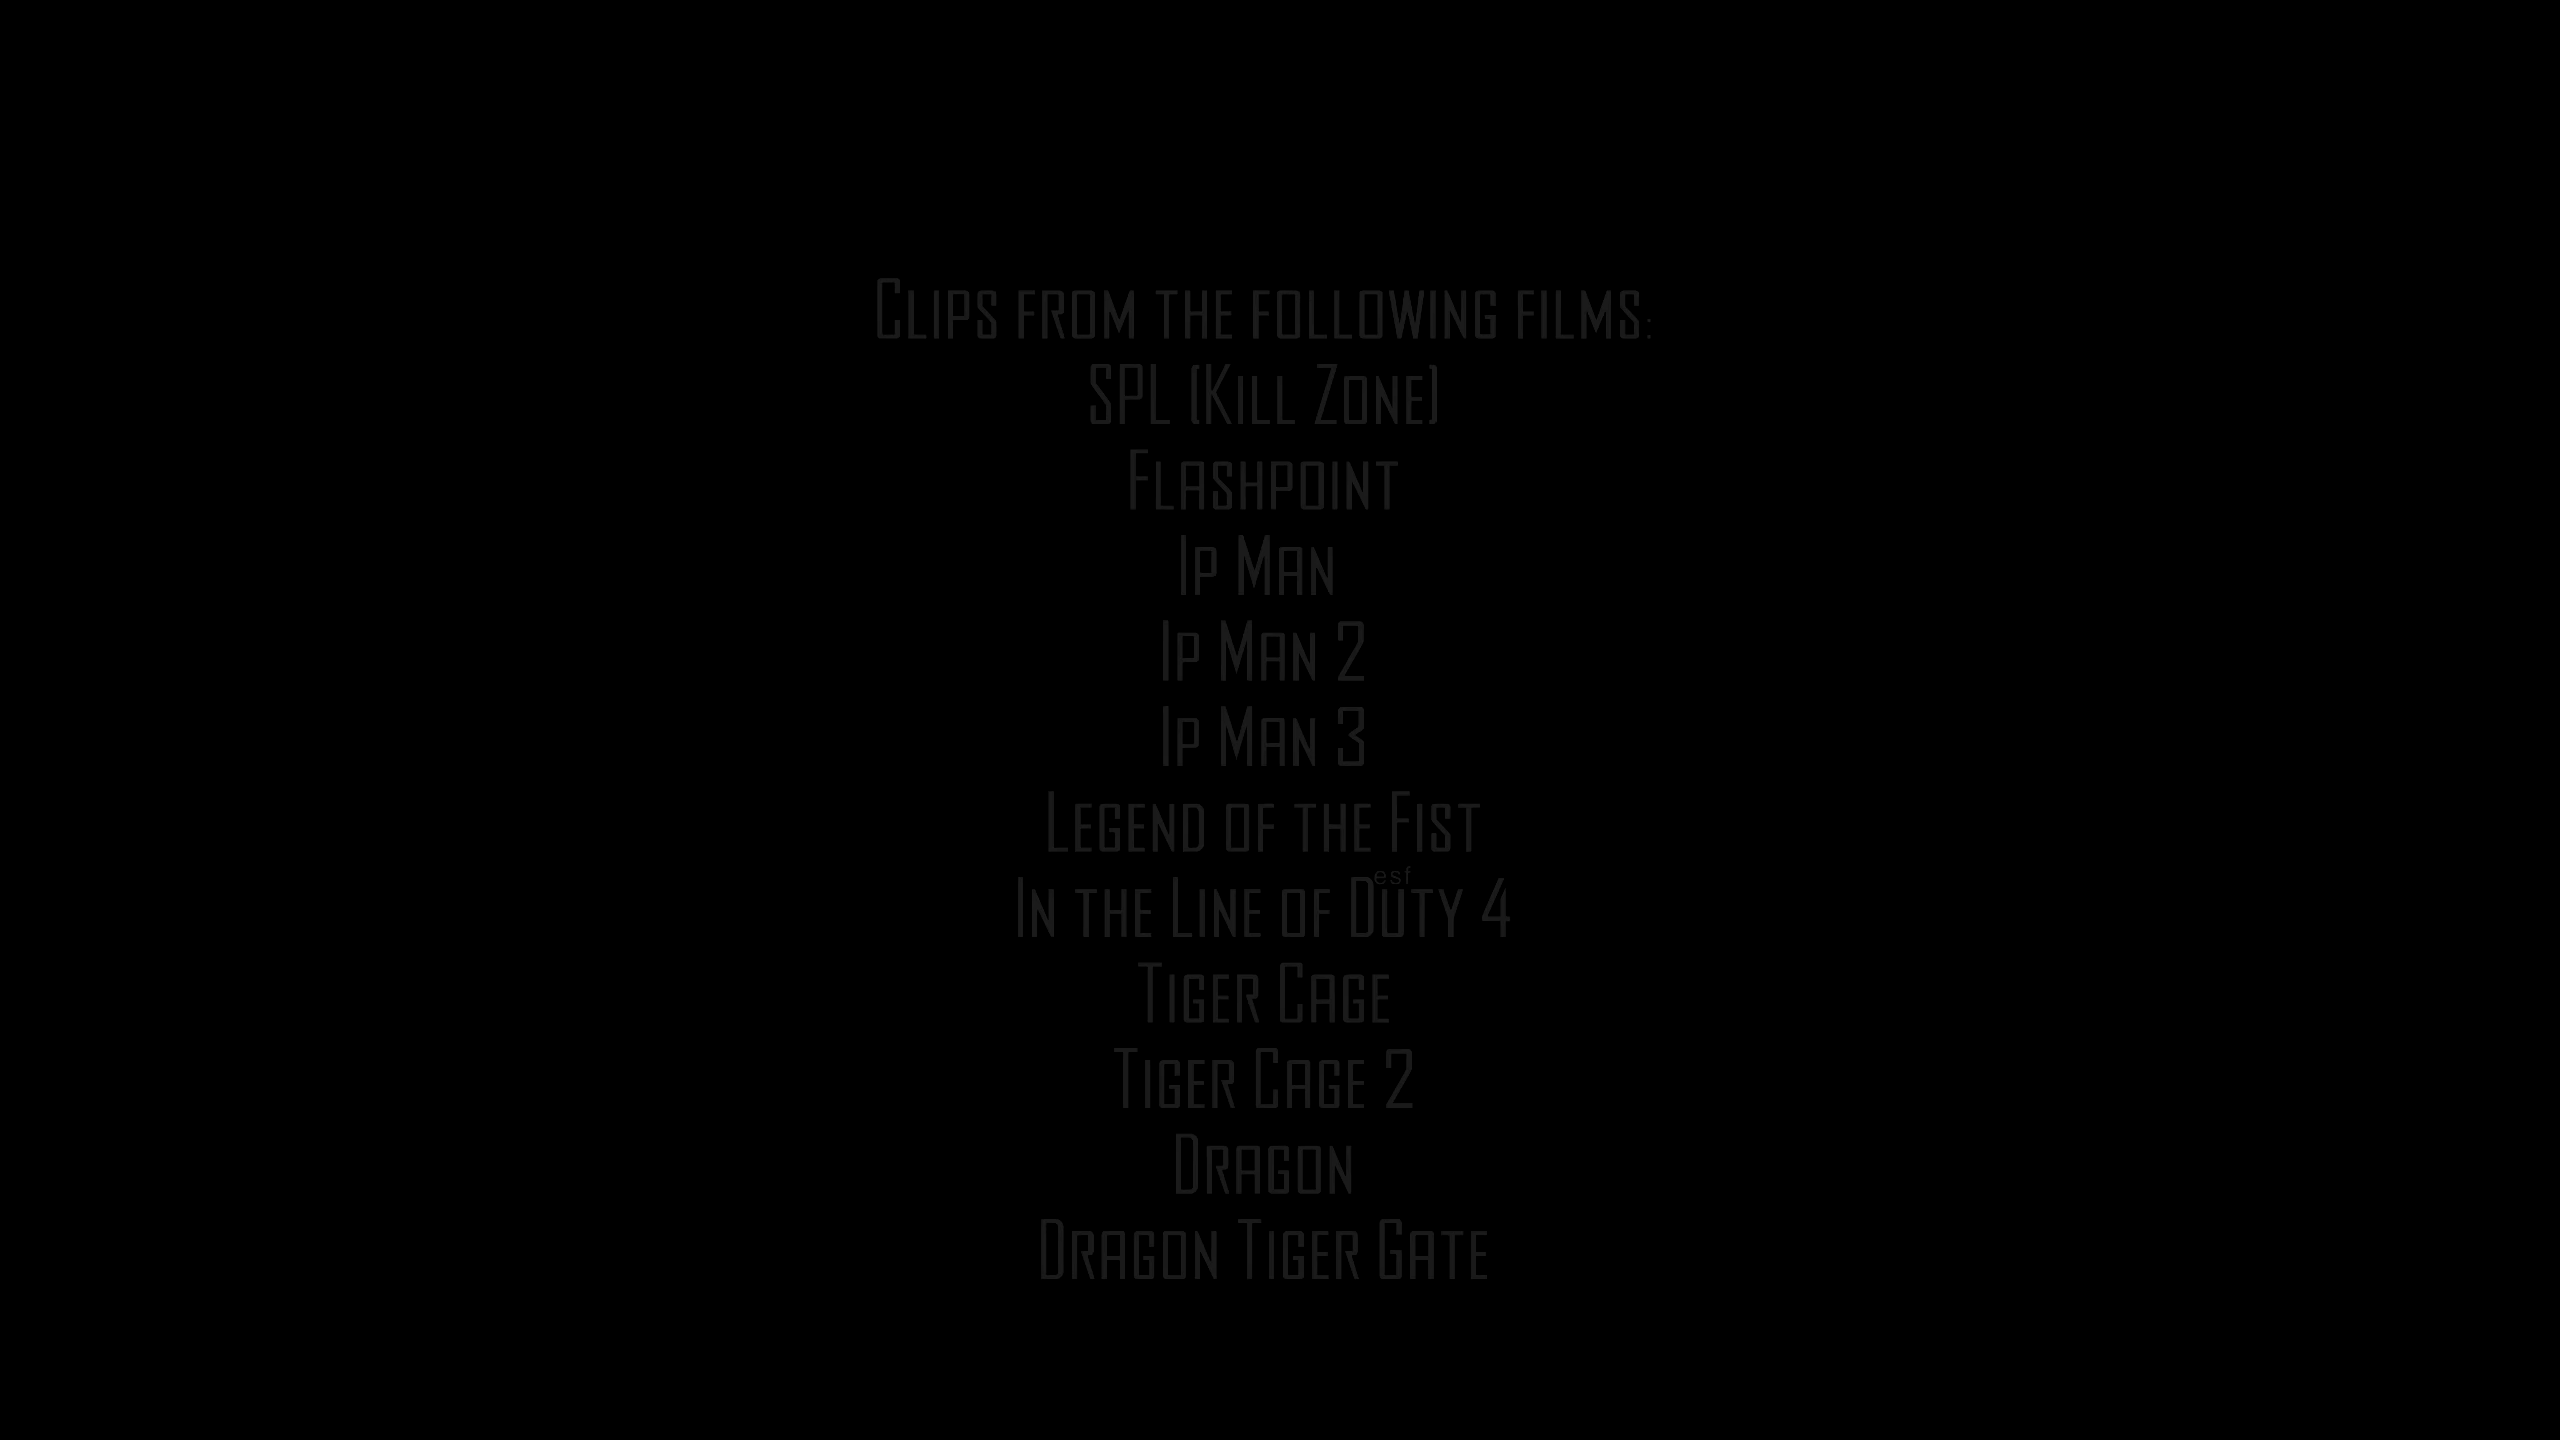 Clips from the following films:
SPL (Kill Zone)
Flashpoint
Ip Man
Ip Man 2
Ip Man 3
Legend of the Fist
esf
In the Line of Duty 4
Tiger Cage
Tiger Cage 2
Dragon
Dragon Tiger Gate